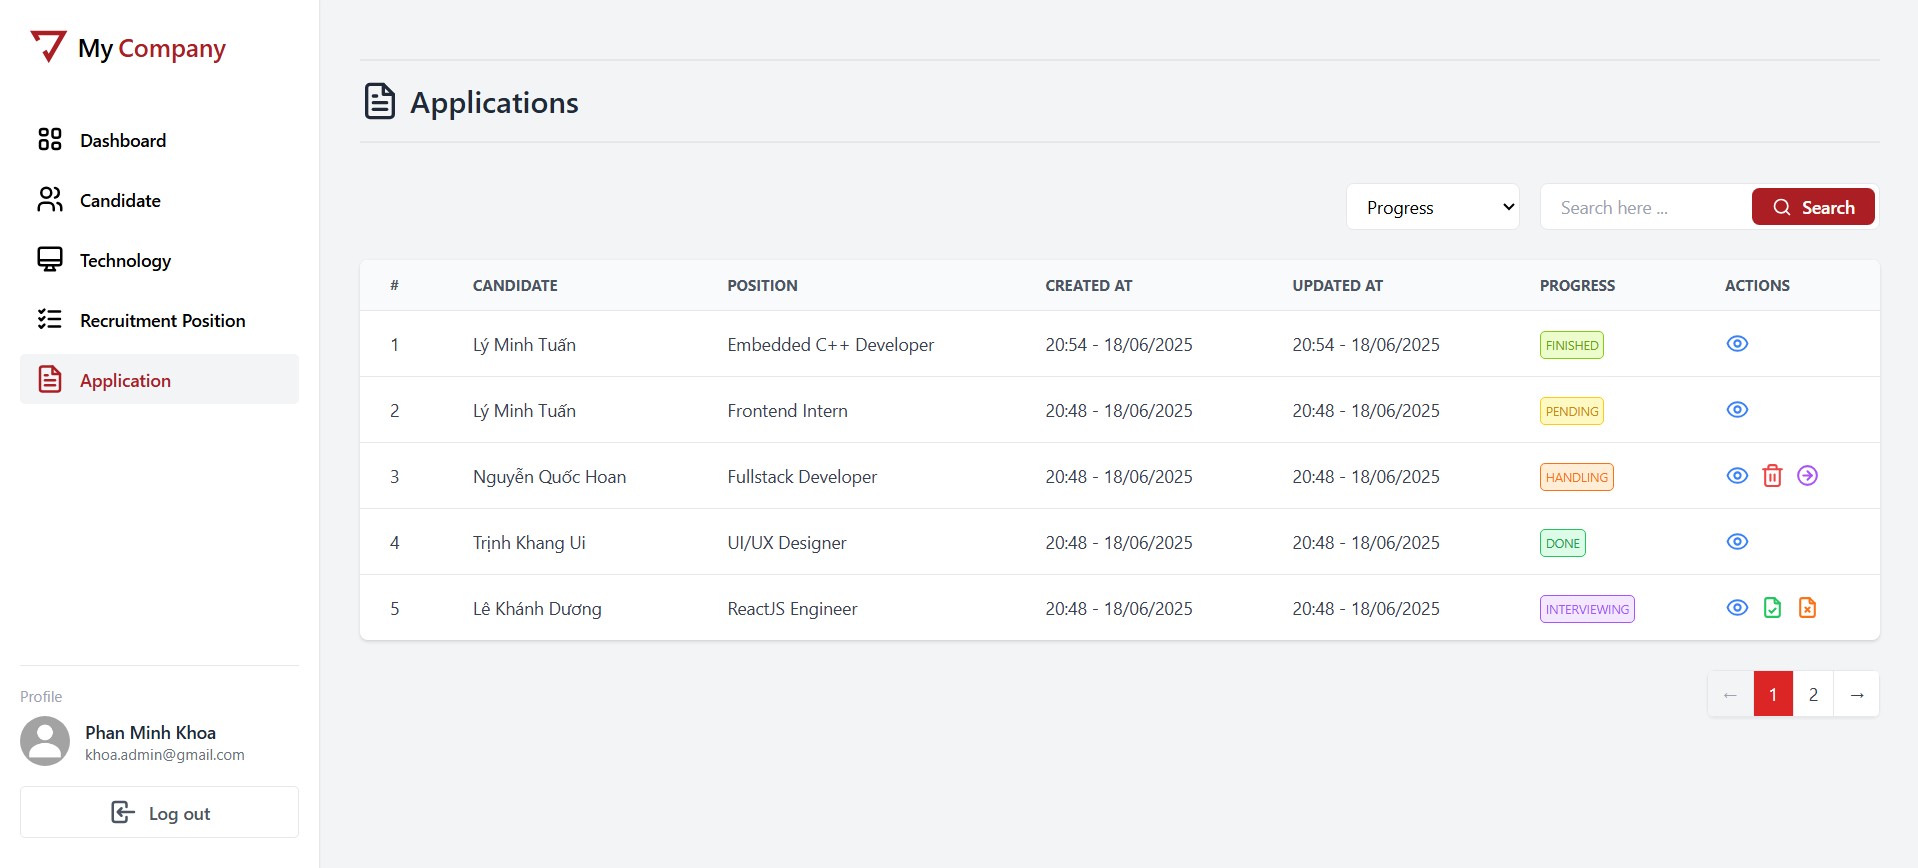 My Company
Dashboard
Candidate
Technology
Recruitment Position
Application
Profile
Phan Minh Khoa
khoa.admin@gmail.com
Log out
Applications
Progress Search here ... Search
# CANDIDATE POSITION CREATED AT UPDATED AT PROGRESS ACTIONS
1 Lý Minh Tuấn Embedded C++ Developer 20:54 - 18/06/2025 20:54 - 18/06/2025 FINISHED
2 Lý Minh Tuấn Frontend Intern 20:48 - 18/06/2025 20:48 - 18/06/2025 PENDING
3 Nguyễn Quốc Hoan Fullstack Developer 20:48 - 18/06/2025 20:48 - 18/06/2025 HANDLING
4 Trịnh Khang Ui UI/UX Designer 20:48 - 18/06/2025 20:48 - 18/06/2025 DONE
5 Lê Khánh Dương ReactJS Engineer 20:48 - 18/06/2025 20:48 - 18/06/2025 INTERVIEWING
← 1 2 →